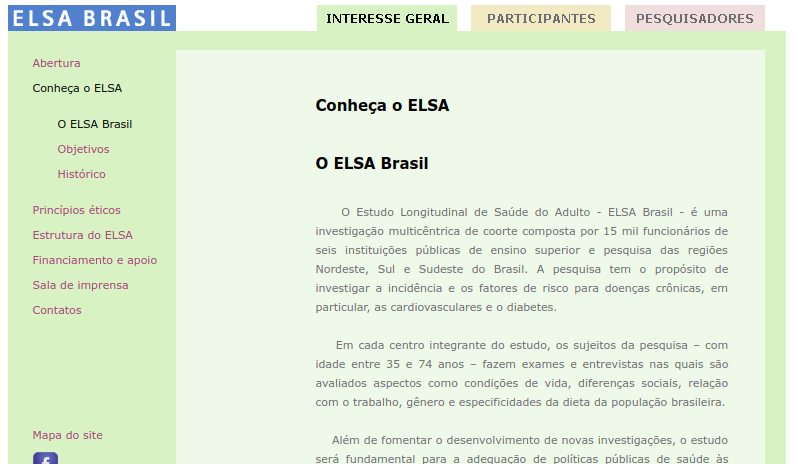 ELSA BRASIL
INTERESSE GERAL
PARTICIPANTES
PESQUISADORES
Abertura
Conheça o ELSA
O ELSA Brasil
Objetivos
Histórico
Princípios éticos
Estrutura do ELSA
Financiamento e apoio
Sala de imprensa
Contatos
Mapa do site
Conheça o ELSA
O ELSA Brasil
O Estudo Longitudinal de Saúde do Adulto - ELSA Brasil - é uma
investigação multicêntrica de coorte composta por 15 mil funcionários de
seis instituições públicas de ensino superior e pesquisa das regiões
Nordeste, Sul e Sudeste do Brasil. A pesquisa tem o propósito de
investigar a incidência e os fatores de risco para doenças crônicas, em
particular, as cardiovasculares e o diabetes.
Em cada centro integrante do estudo, os sujeitos da pesquisa – com
idade entre 35 e 74 anos – fazem exames e entrevistas nas quais são
avaliados aspectos como condições de vida, diferenças sociais, relação
com o trabalho, gênero e especificidades da dieta da população brasileira.
Além de fomentar o desenvolvimento de novas investigações, o estudo
será fundamental para a adequação de políticas públicas de saúde às